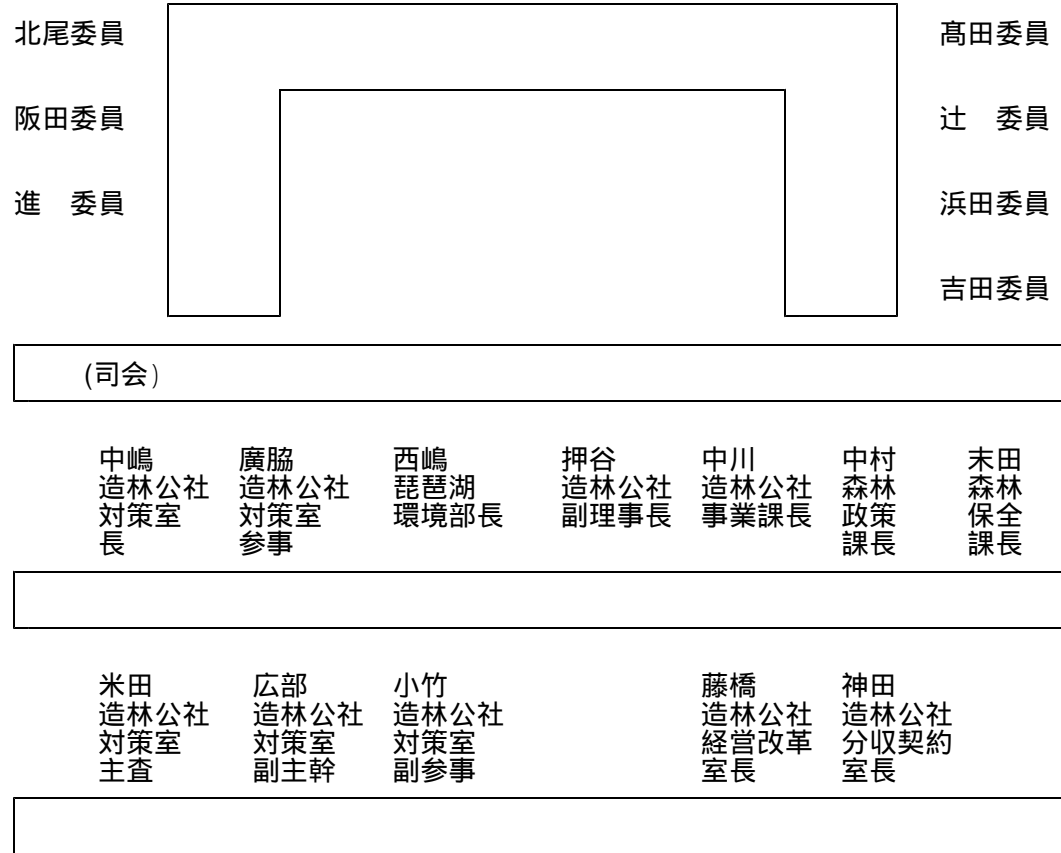 北尾委員
髙田委員
阪田委員
辻　委員
進　委員
浜田委員
吉田委員
(司会)
中嶋
造林公社
対策室
長
廣脇
造林公社
対策室
参事
西嶋
琵琶湖
環境部長
押谷
造林公社
副理事長
中川
造林公社
事業課長
中村
森林
政策
課長
末田
森林
保全
課長
米田
造林公社
対策室
主査
広部
造林公社
対策室
副主幹
小竹
造林公社
対策室
副参事
藤橋
造林公社
経営改革
室長
神田
造林公社
分収契約
室長